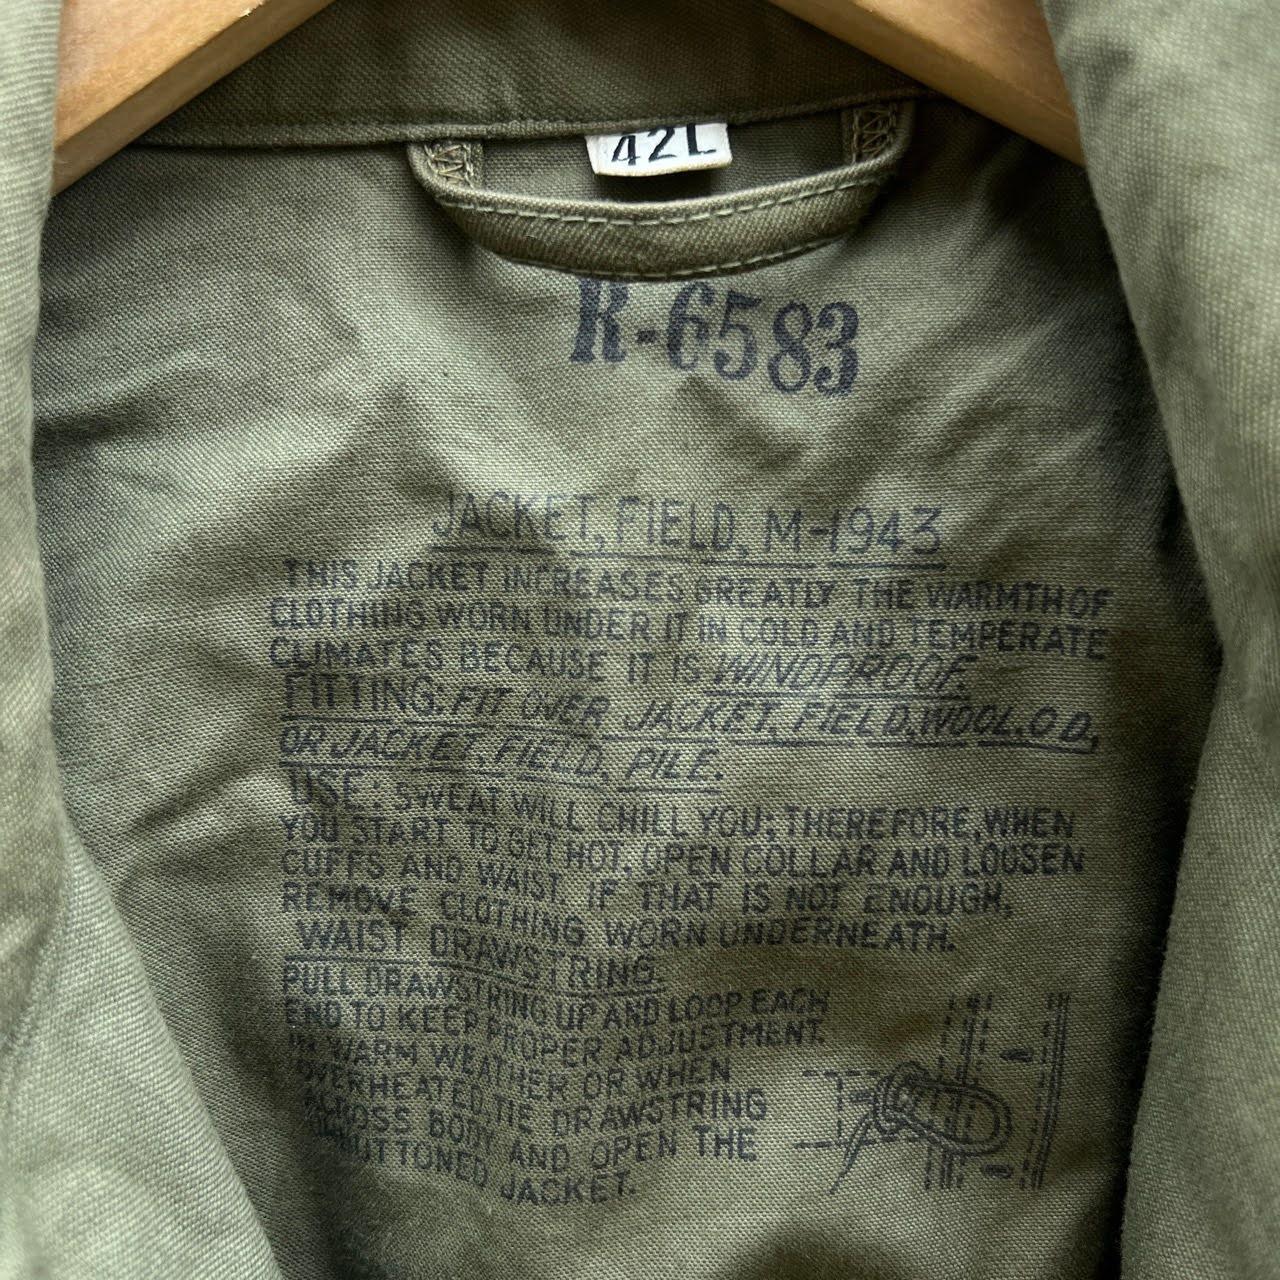 42L
R-6583
JACKET, FIELD, M-1943
THIS JACKET INCREASES GREATLY THE WARMTH OF
CLOTHING WORN UNDER IT IN COLD AND TEMPERATE
CLIMATES BECAUSE IT IS WINDPROOF.
FITTING: FIT OVER JACKET, FIELD, WOOL, O D,
OR JACKET, FIELD, PILE.
USE: SWEAT WILL CHILL YOU; THEREFORE, WHEN
YOU START TO GET HOT, OPEN COLLAR AND LOOSEN
CUFFS AND WAIST. IF THAT IS NOT ENOUGH,
REMOVE CLOTHING WORN UNDERNEATH.
WAIST DRAWSTRING.
PULL DRAWSTRING UP AND LOOP EACH
END TO KEEP PROPER ADJUSTMENT.
IN WARM WEATHER OR WHEN
OVERHEATED, TIE DRAWSTRING
ACROSS BODY AND OPEN THE
JACKET.